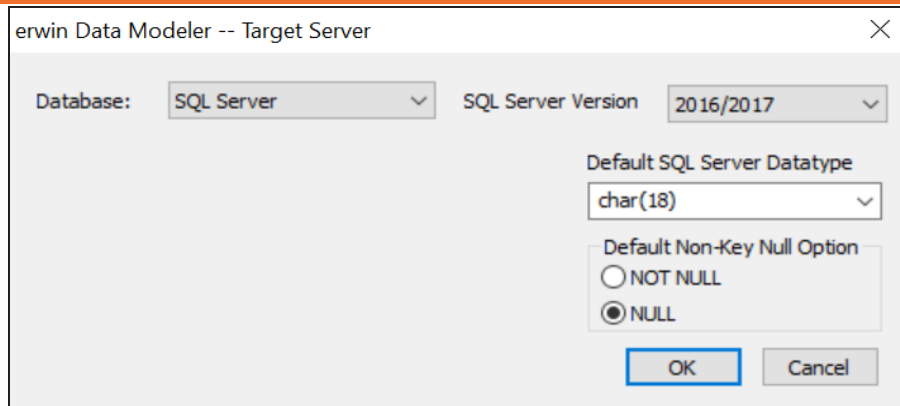 erwin Data Modeler -- Target Server
Database: SQL Server SQL Server Version 2016/2017
Default SQL Server Datatype
char(18)
Default Non-Key Null Option
NOT NULL
NULL
OK Cancel